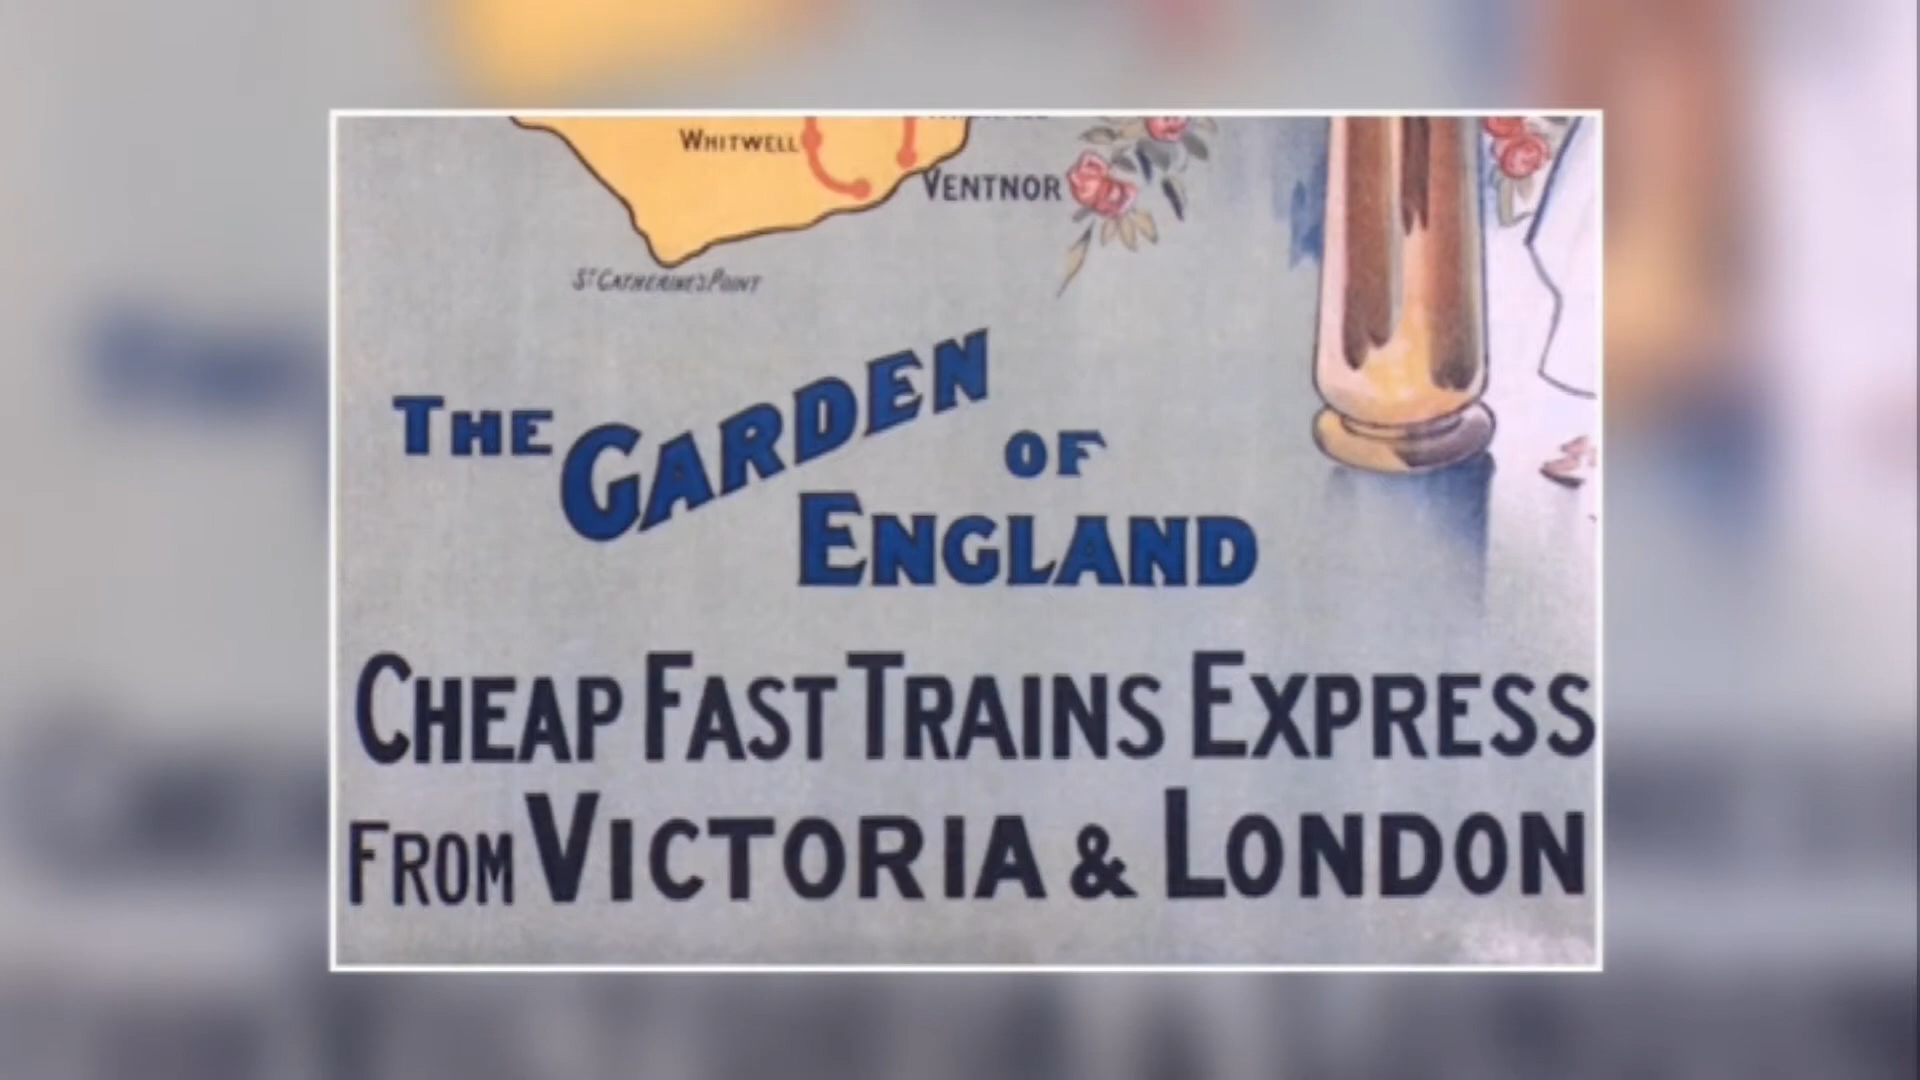 WHITWELL
VENTNOR
ST CATHERINE'S POINT
THE GARDEN
OF
ENGLAND
CHEAP FAST TRAINS EXPRESS
FROM VICTORIA & LONDON